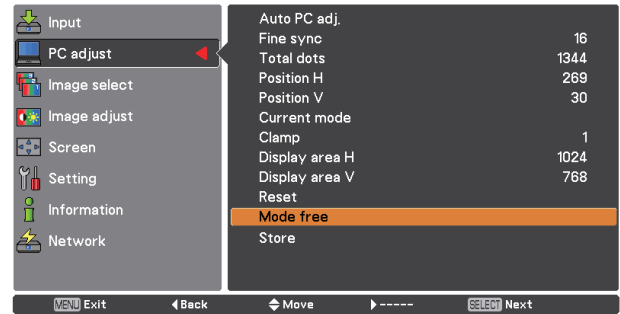 Input
PC adjust
Image select
Image adjust
Screen
Setting
Information
Network
Auto PC adj.
Fine sync 16
Total dots 1344
Position H 269
Position V 30
Current mode
Clamp 1
Display area H 1024
Display area V 768
Reset
Mode free
Store
MENU Exit Back Move ----- SELECT Next